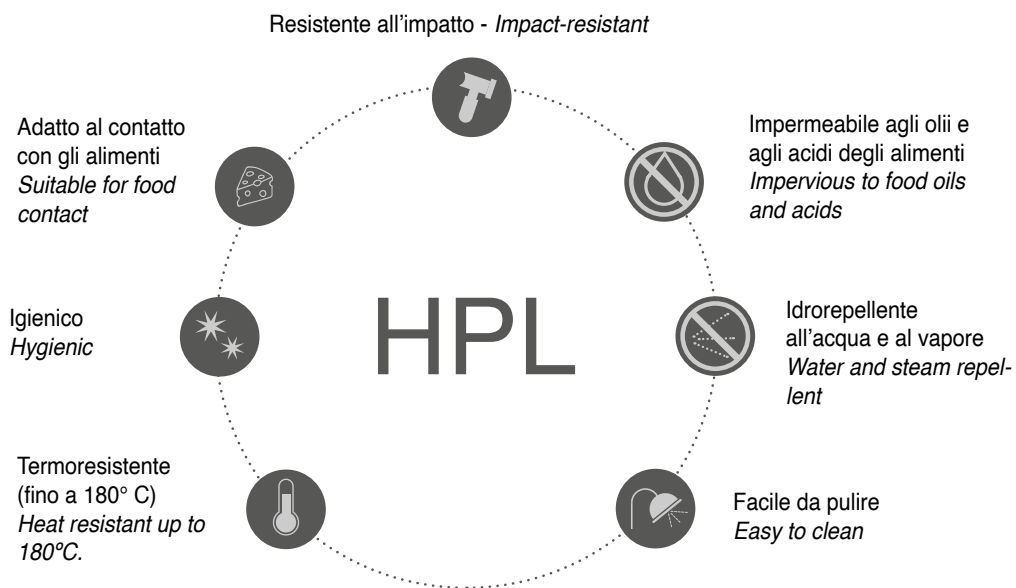 Resistente all'impatto - Impact-resistant
Adatto al contatto
con gli alimenti
Suitable for food
contact
Impermeabile agli olii e
agli acidi degli alimenti
Impervious to food oils
and acids
Igienico
Hygienic
HPL
Idrorepellente
all'acqua e al vapore
Water and steam repel-
lent
Termoresistente
(fino a 180° C)
Heat resistant up to
180°C.
Facile da pulire
Easy to clean